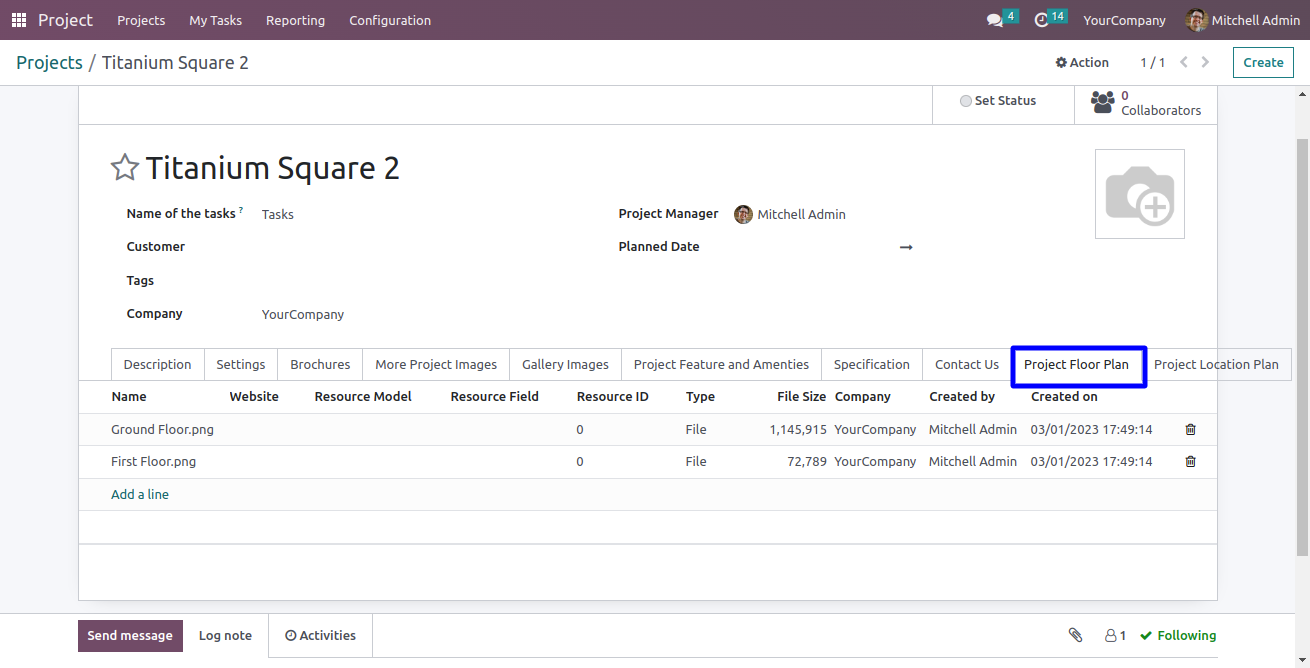 Project Projects My Tasks Reporting Configuration 4 14 YourCompany Mitchell Admin
Projects / Titanium Square 2 Action 1 / 1 Create
Set Status 0 Collaborators
Titanium Square 2
Name of the tasks ? Tasks Project Manager Mitchell Admin
Customer Planned Date →
Tags
Company YourCompany
Description Settings Brochures More Project Images Gallery Images Project Feature and Amenties Specification Contact Us Project Floor Plan Project Location Plan
Name Website Resource Model Resource Field Resource ID Type File Size Company Created by Created on
Ground Floor.png 0 File 1,145,915 YourCompany Mitchell Admin 03/01/2023 17:49:14
First Floor.png 0 File 72,789 YourCompany Mitchell Admin 03/01/2023 17:49:14
Add a line
Send message Log note Activities 1 Following